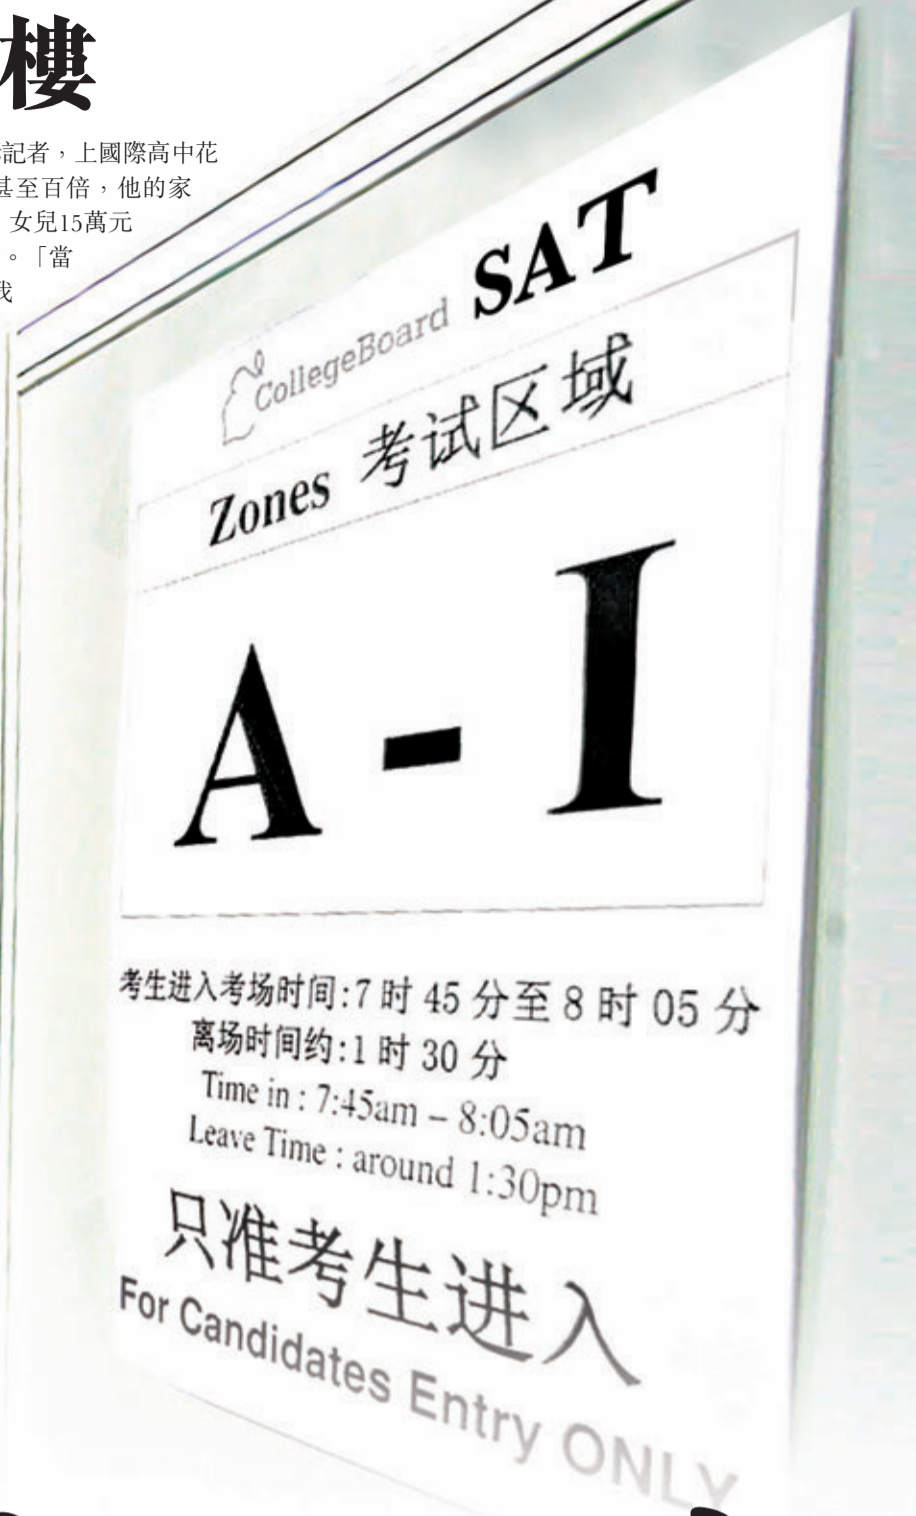 樓
記者，上國際高中花
甚至百倍，他的家
女兒15萬元
。「當
我
CollegeBoard SAT
Zones 考试区域
A - I
考生进入考场时间:7 时 45 分至 8 时 05 分
离场时间约:1 时 30 分
Time in : 7:45am – 8:05am
Leave Time : around 1:30pm
只准考生进入
For Candidates Entry ONLY